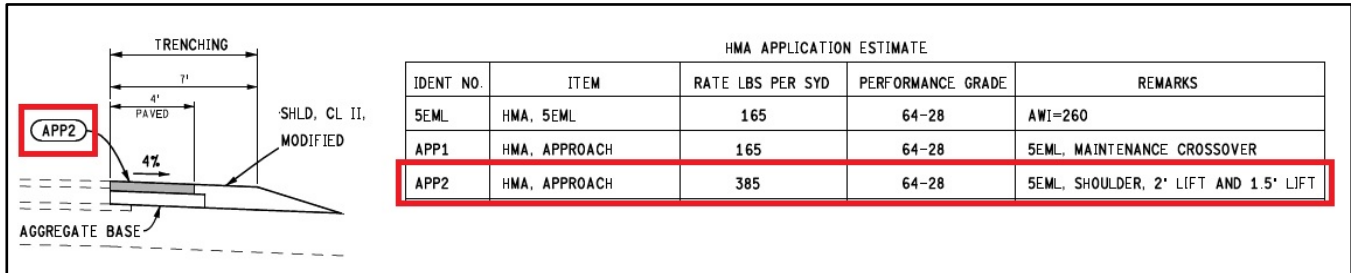 TRENCHING
7'
4'
PAVED
SHLD, CL II,
MODIFIED
APP2
4%
AGGREGATE BASE
HMA APPLICATION ESTIMATE
IDENT NO. ITEM RATE LBS PER SYD PERFORMANCE GRADE REMARKS
5EML HMA, 5EML 165 64-28 AWI=260
APP1 HMA, APPROACH 165 64-28 5EML, MAINTENANCE CROSSOVER
APP2 HMA, APPROACH 385 64-28 5EML, SHOULDER, 2" LIFT AND 1.5" LIFT